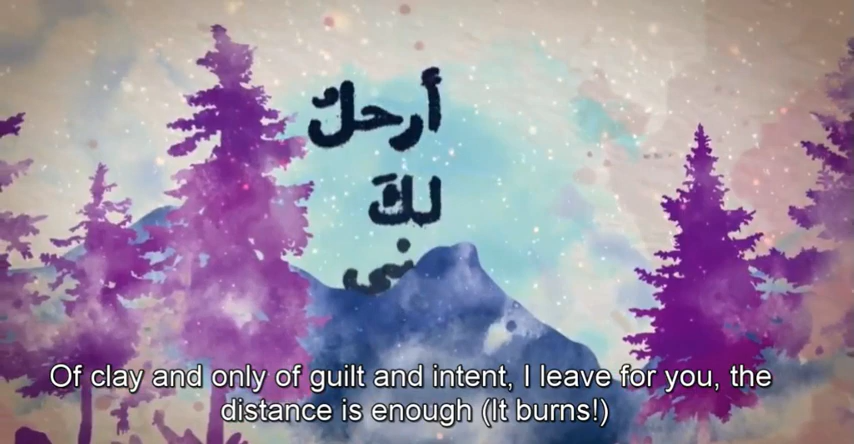 أرحلُ
لكَ
Of clay and only of guilt and intent, I leave for you, the
distance is enough (It burns!)